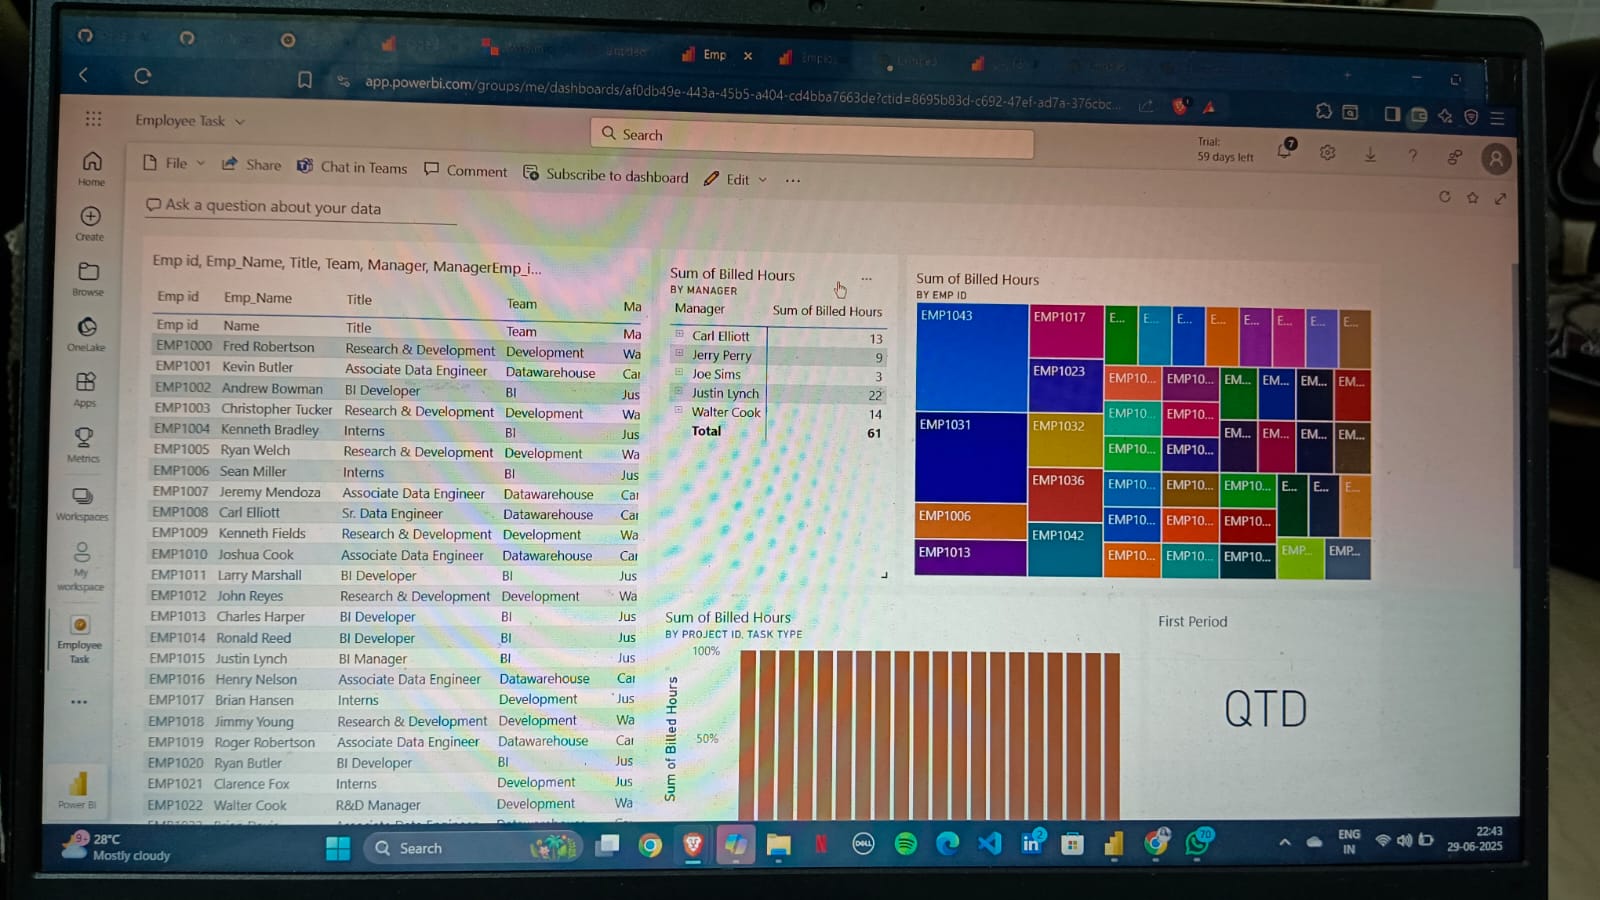 Emp
app.powerbi.com/groups/me/dashboards/af0db49e-443a-45b5-a404-cd4bba7663de?ctid=8695b83d-c692-47ef-ad7a-376cbc...
Employee Task
Search
Trial:
59 days left
7
File
Share
Chat in Teams
Comment
Subscribe to dashboard
Edit
Ask a question about your data
Home
Create
Browse
OneLake
Apps
Metrics
Workspaces
My
workspace
Employee
Task
Power BI
Emp id, Emp_Name, Title, Team, Manager, ManagerEmp_i...
Emp id Emp_Name Title Team Ma
Emp id Name Title Team Ma
EMP1000 Fred Robertson Research & Development Development Wa
EMP1001 Kevin Butler Associate Data Engineer Datawarehouse Car
EMP1002 Andrew Bowman BI Developer BI Jus
EMP1003 Christopher Tucker Research & Development Development Wa
EMP1004 Kenneth Bradley Interns BI Jus
EMP1005 Ryan Welch Research & Development Development Wa
EMP1006 Sean Miller Interns BI Jus
EMP1007 Jeremy Mendoza Associate Data Engineer Datawarehouse Car
EMP1008 Carl Elliott Sr. Data Engineer Datawarehouse Car
EMP1009 Kenneth Fields Research & Development Development Wa
EMP1010 Joshua Cook Associate Data Engineer Datawarehouse Car
EMP1011 Larry Marshall BI Developer BI Jus
EMP1012 John Reyes Research & Development Development Wa
EMP1013 Charles Harper BI Developer BI Jus
EMP1014 Ronald Reed BI Developer BI Jus
EMP1015 Justin Lynch BI Manager BI Jus
EMP1016 Henry Nelson Associate Data Engineer Datawarehouse Car
EMP1017 Brian Hansen Interns Development Jus
EMP1018 Jimmy Young Research & Development Development Wa
EMP1019 Roger Robertson Associate Data Engineer Datawarehouse Car
EMP1020 Ryan Butler BI Developer BI Jus
EMP1021 Clarence Fox Interns Development Jus
EMP1022 Walter Cook R&D Manager Development Wa
Sum of Billed Hours
BY MANAGER
Manager Sum of Billed Hours
Carl Elliott 13
Jerry Perry 9
Joe Sims 3
Justin Lynch 22
Walter Cook 14
Total 61
Sum of Billed Hours
BY EMP ID
EMP1043 EMP1017 E... E... E... E... E... E... E... E...
EMP1023 EMP10... EMP10... EM... EM... EM... EM...
EMP1031 EMP1032 EMP10... EMP10... EM... EM... EM... EM...
EMP10... EMP10...
EMP1036 EMP10... EMP10... EMP10... E... E... E...
EMP1006 EMP10... EMP10... EMP10...
EMP1013 EMP1042 EMP10... EMP10... EMP10... EMP... EMP...
Sum of Billed Hours
BY PROJECT ID, TASK TYPE
100%
50%
Sum of Billed Hours
First Period
QTD
9+
28°C
Mostly cloudy
Search
DELL
2
70
ENG
IN
22:43
29-06-2025